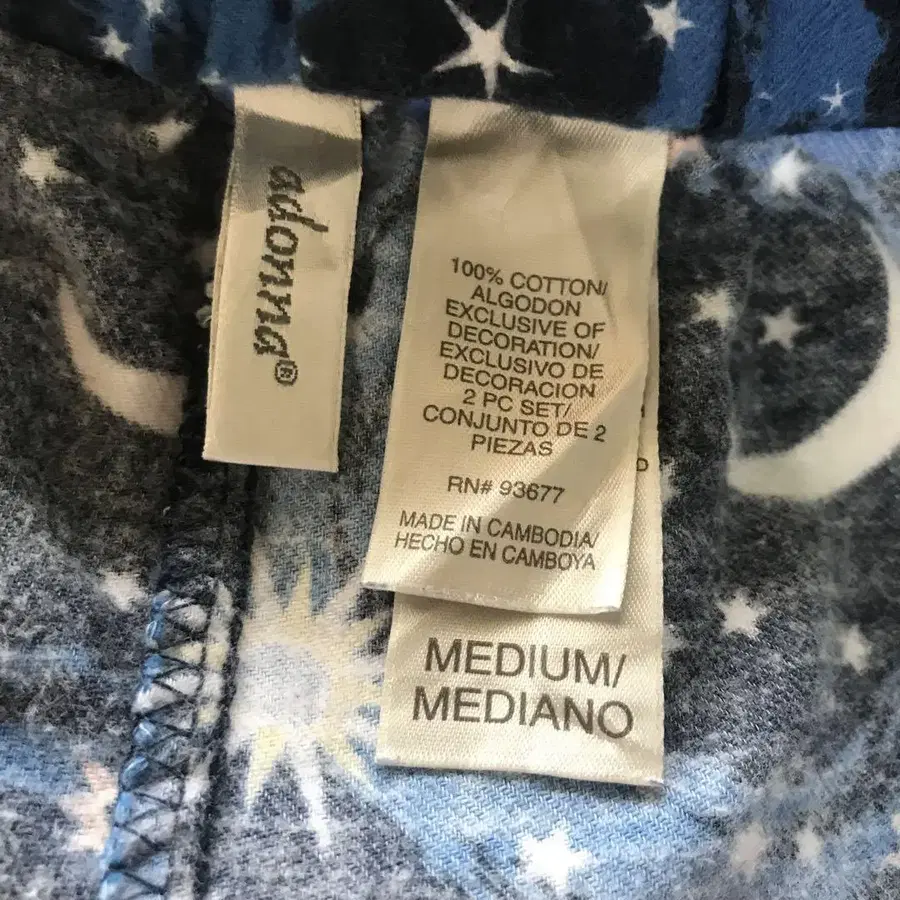 adonna®
100% COTTON/
ALGODON
EXCLUSIVE OF
DECORATION/
EXCLUSIVO DE
DECORACION
2 PC SET/
CONJUNTO DE 2
PIEZAS
RN# 93677
MADE IN CAMBODIA/
HECHO EN CAMBOYA
MEDIUM/
MEDIANO